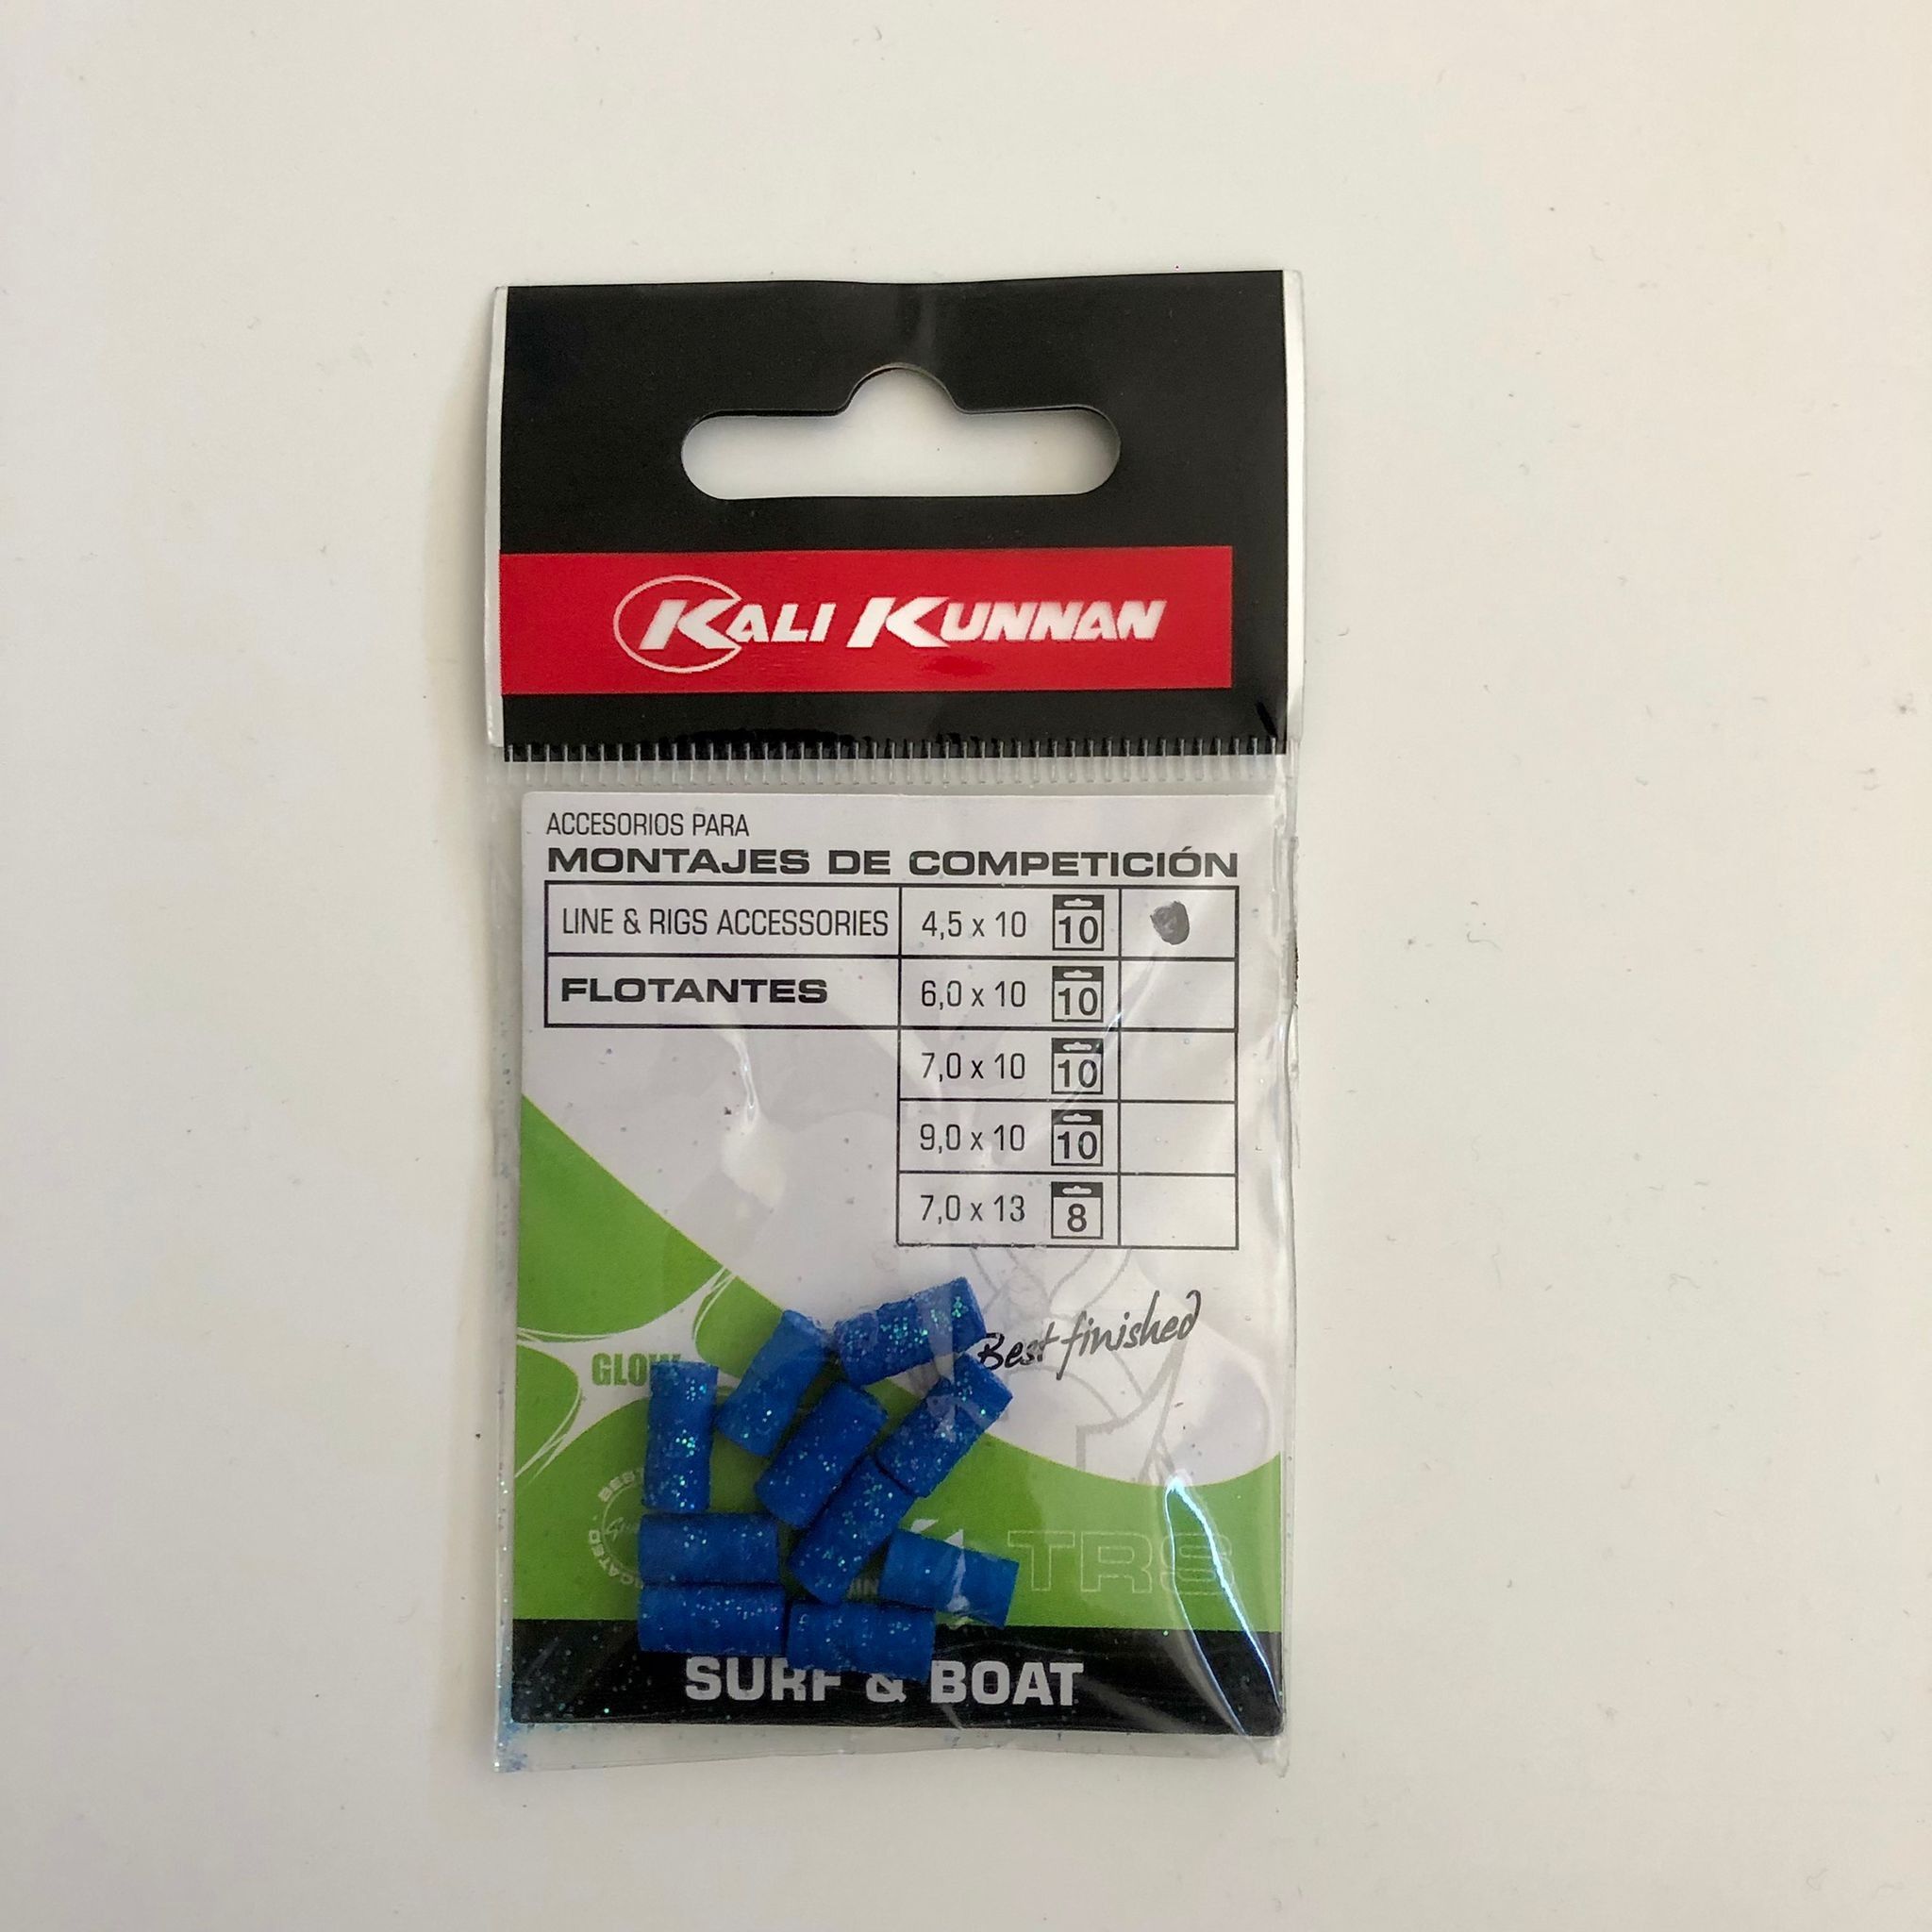 KALI KUNNAN
ACCESORIOS PARA
MONTAJES DE COMPETICIÓN
LINE & RIGS ACCESSORIES 4,5 x 10 10
FLOTANTES 6,0 x 10 10
7,0 x 10 10
9,0 x 10 10
7,0 x 13 8
Best finished
GLOW
BEST
TRS
SURF & BOAT